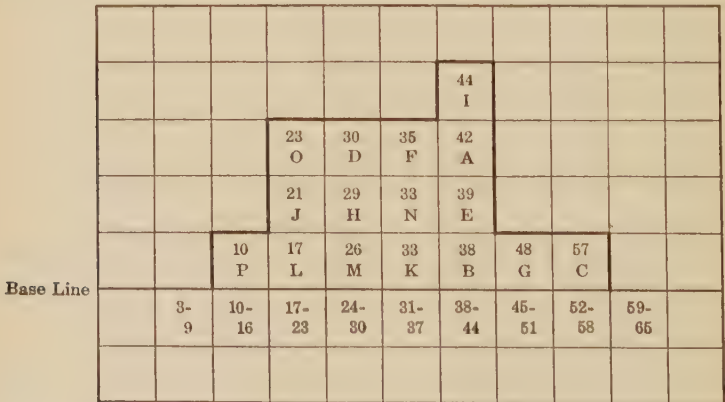 44
I
23 30 35 42
O D F A
21 29 33 39
J H N E
10 17 26 33 38 48 57
P L M K B G C
Base Line
3- 10- 17- 24- 31- 38- 45- 52- 59-
9 16 23 30 37 44 51 58 65